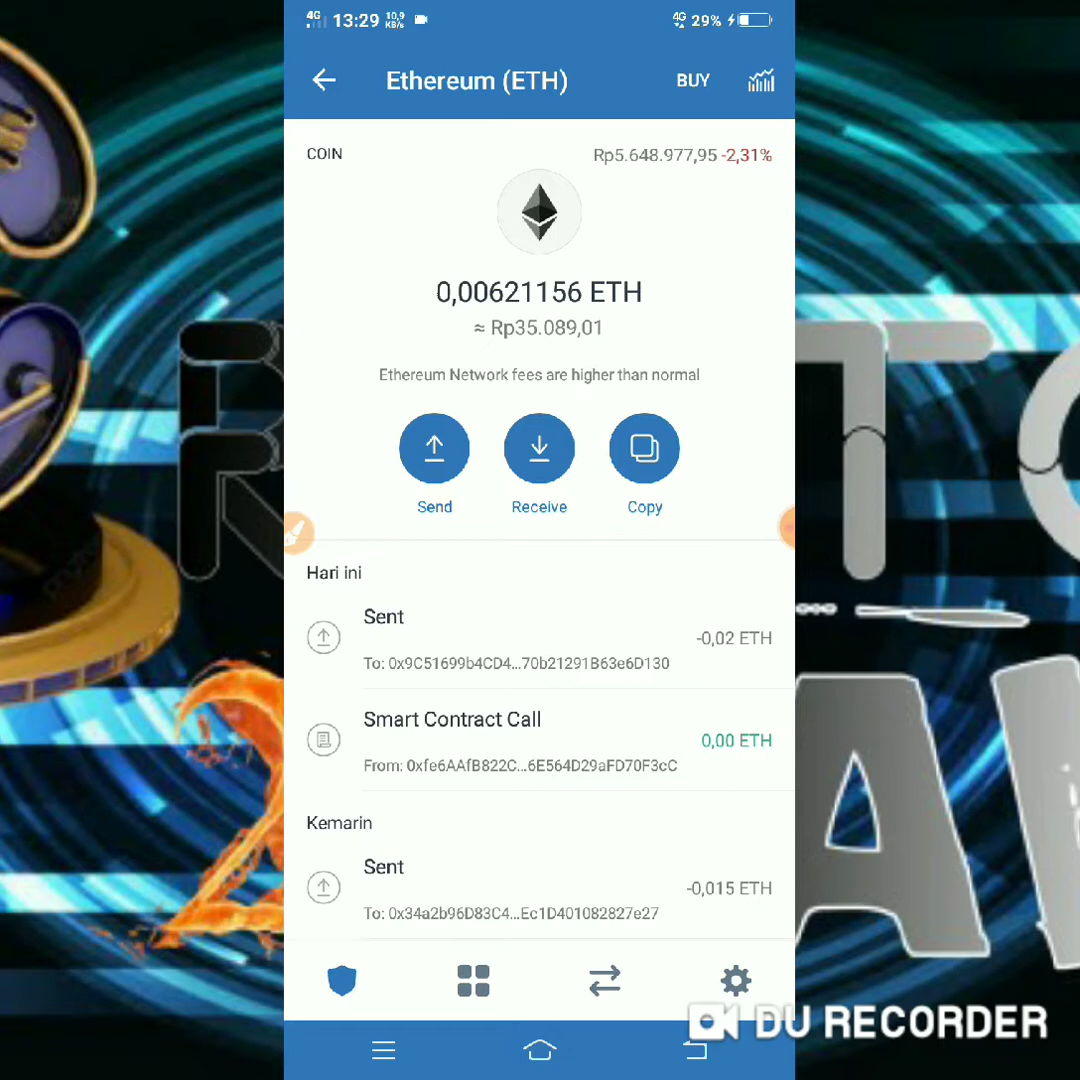 4G 13:29 10,9 KB/s 4G 29%
Ethereum (ETH) BUY
COIN Rp5.648.977,95 -2,31%
0,00621156 ETH
≈ Rp35.089,01
Ethereum Network fees are higher than normal
Send Receive Copy
Hari ini
Sent
-0,02 ETH
To: 0x9C51699b4CD4...70b21291B63e6D130
Smart Contract Call
0,00 ETH
From: 0xfe6AAfB822C...6E564D29aFD70F3cC
Kemarin
Sent
-0,015 ETH
To: 0x34a2b96D83C4...Ec1D401082827e27
DU RECORDER